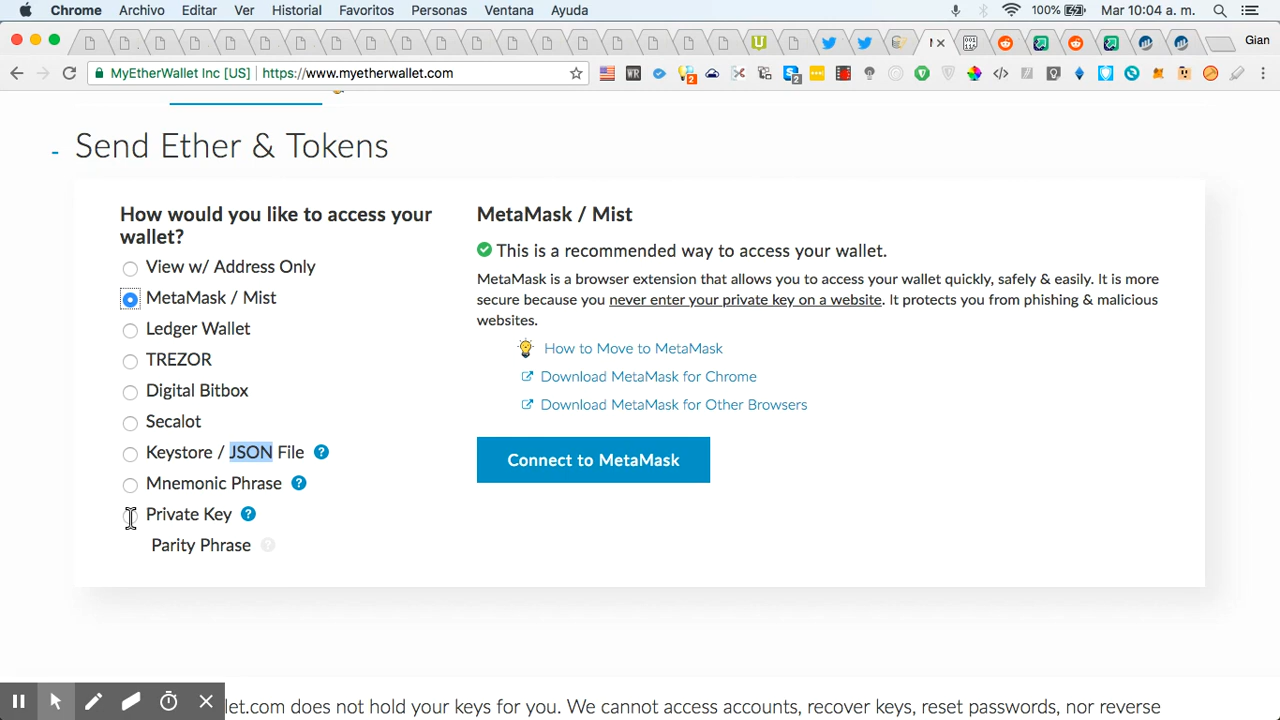 Chrome Archivo Editar Ver Historial Favoritos Personas Ventana Ayuda 100% Mar 10:04 a. m.
Gian
MyEtherWallet Inc [US] https://www.myetherwallet.com
WR 2 2
- Send Ether & Tokens
How would you like to access your
wallet?
View w/ Address Only
MetaMask / Mist
Ledger Wallet
TREZOR
Digital Bitbox
Secalot
Keystore / JSON File ?
Mnemonic Phrase ?
Private Key ?
Parity Phrase ?
MetaMask / Mist
This is a recommended way to access your wallet.
MetaMask is a browser extension that allows you to access your wallet quickly, safely & easily. It is more
secure because you never enter your private key on a website. It protects you from phishing & malicious
websites.
How to Move to MetaMask
Download MetaMask for Chrome
Download MetaMask for Other Browsers
Connect to MetaMask
let.com does not hold your keys for you. We cannot access accounts, recover keys, reset passwords, nor reverse